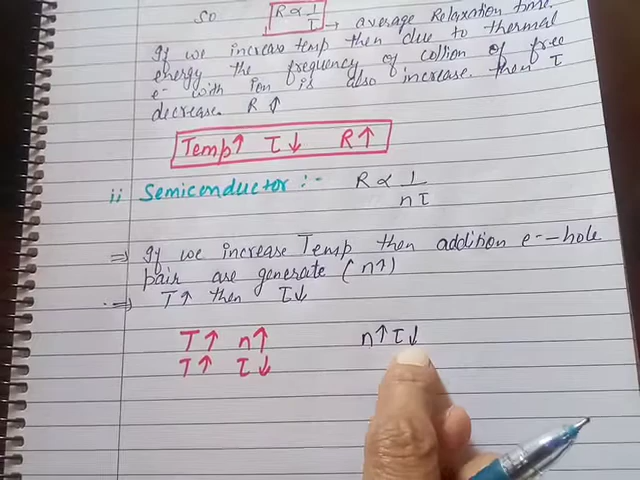 so R ∝ 1/τ → average Relaxation time.
If we increase temp then due to thermal
energy the frequency of collion of free
e- with ion is also increase. then τ
decrease. R ↑
Temp↑ τ↓ R↑
ii Semiconductor :- R ∝ 1/nτ
⇒ If we increase Temp then addition e-–hole
pair are generate (n↑)
⇒ T↑ then τ↓
T↑ n↑ n↑τ↓
T↑ τ↓